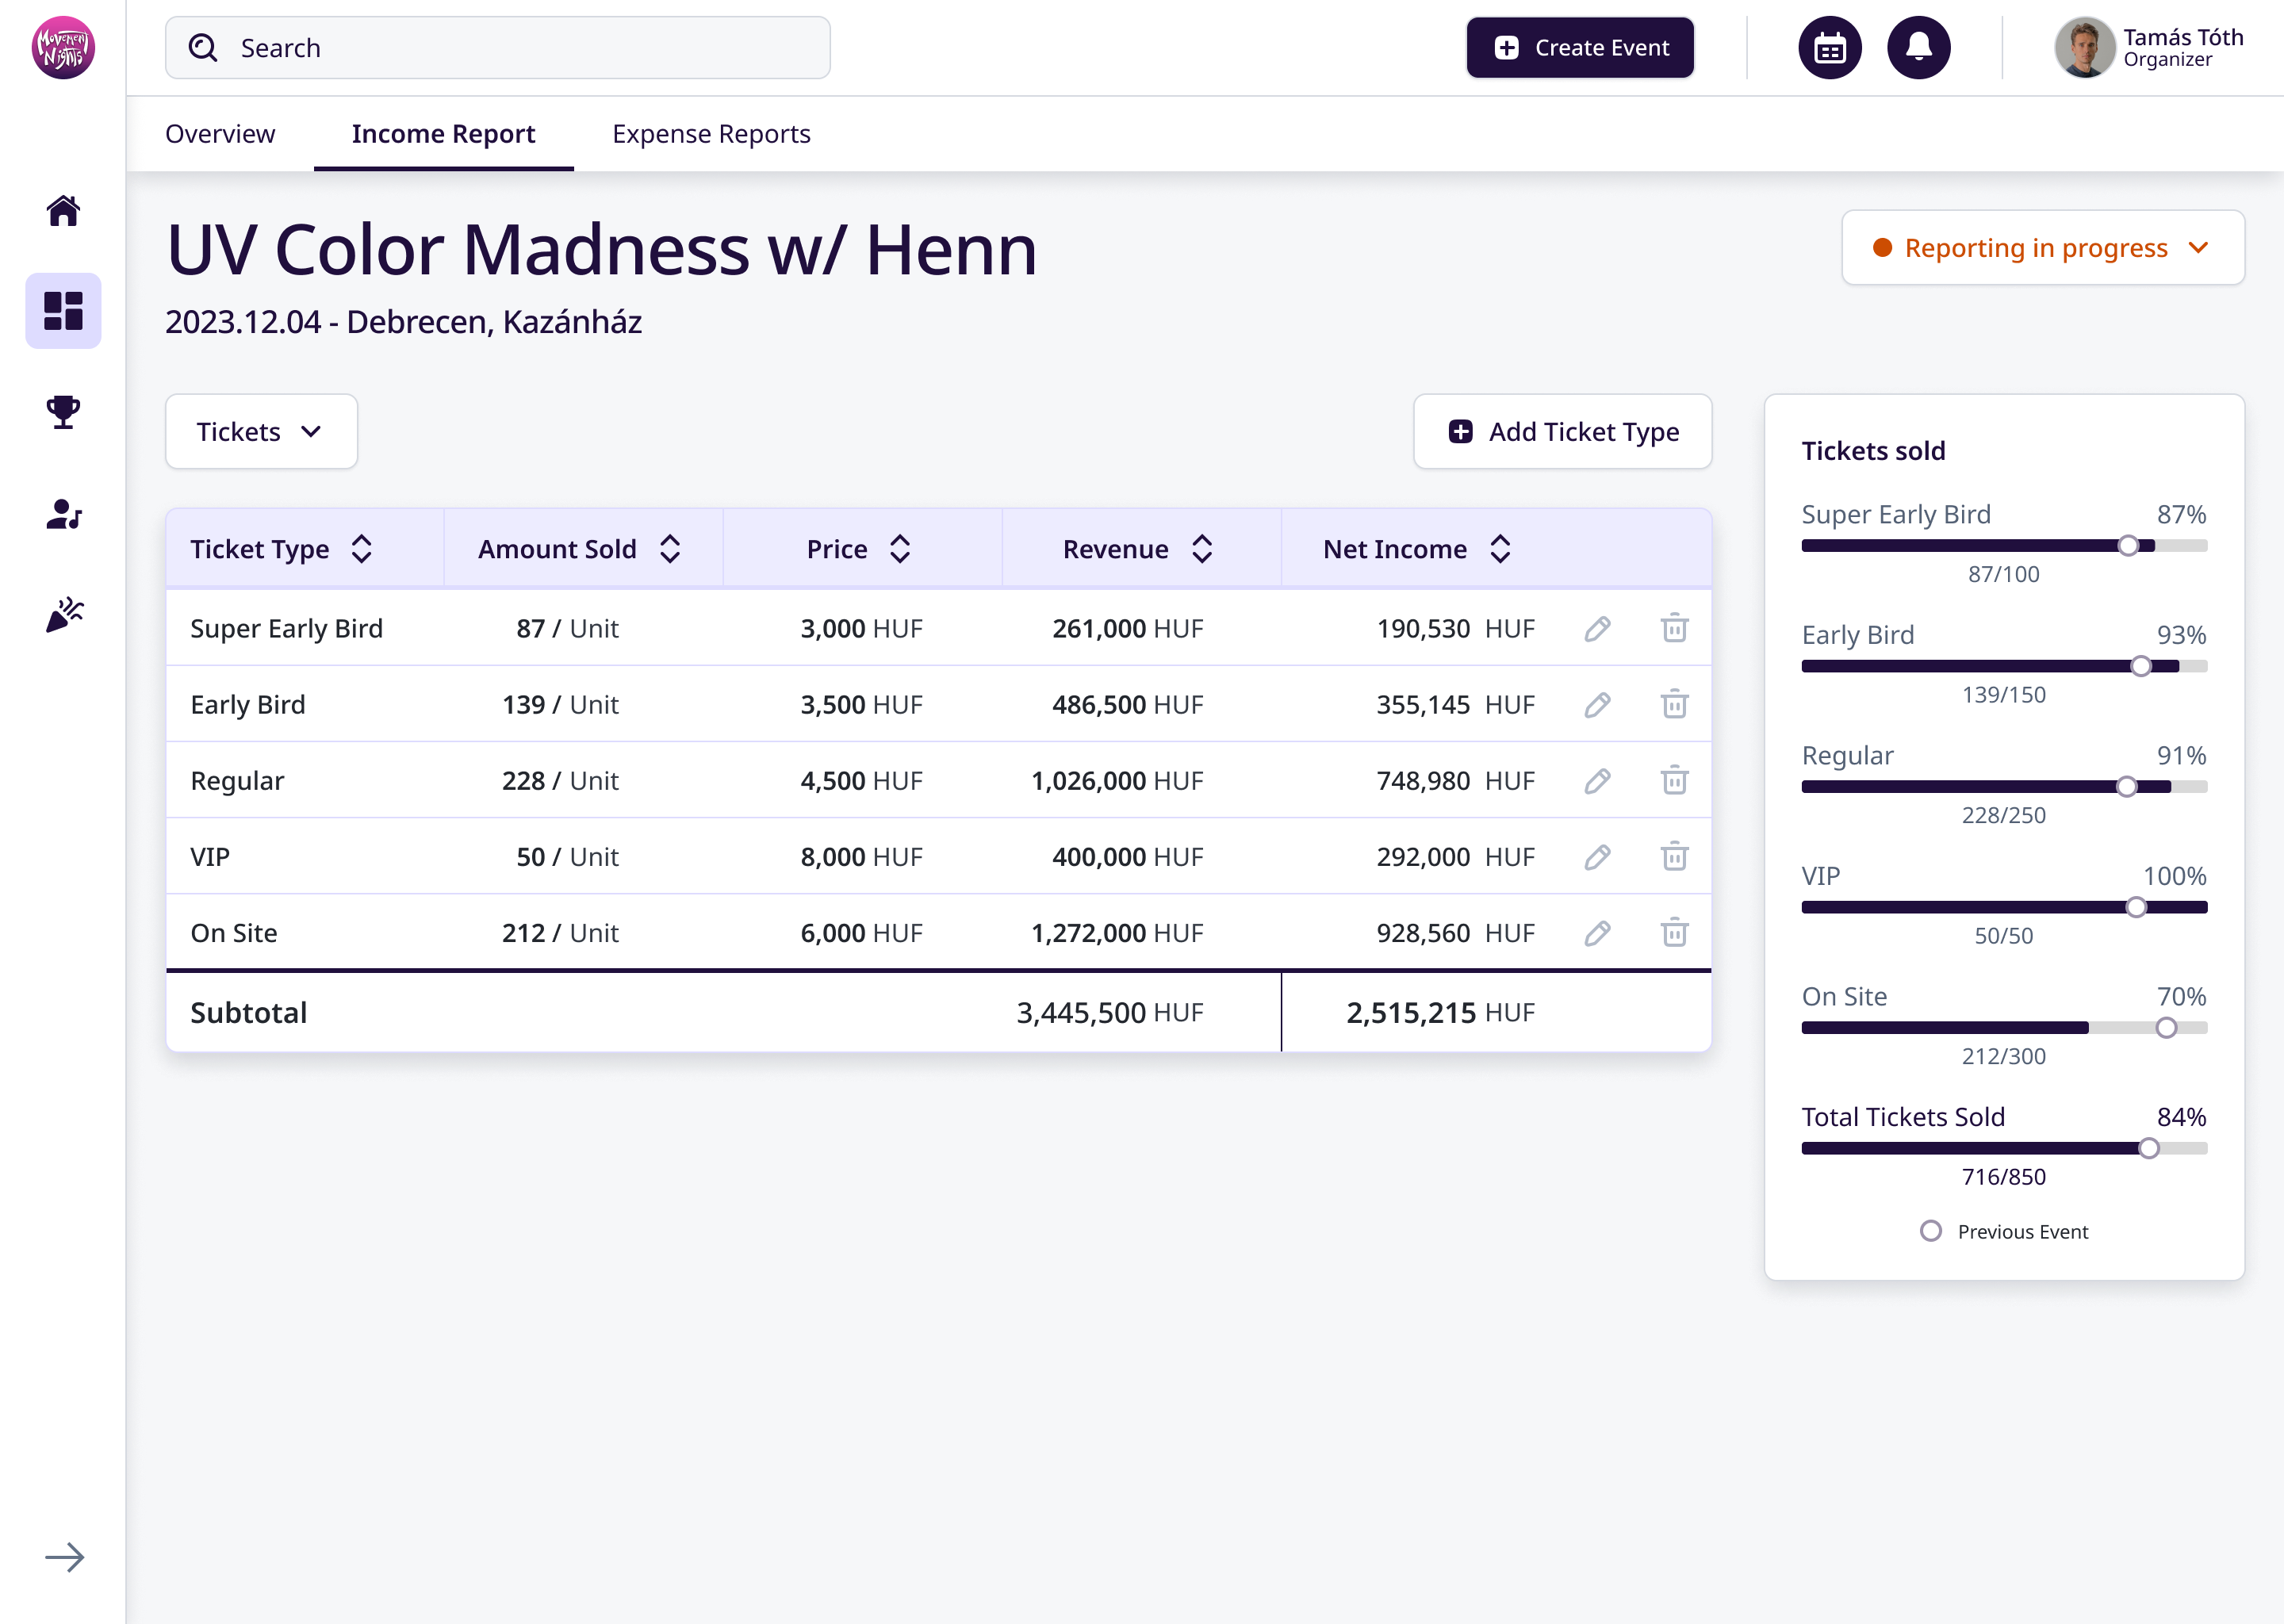 Movement Nights
Search
Create Event
Tamás Tóth
Organizer
Overview
Income Report
Expense Reports
UV Color Madness w/ Henn
Reporting in progress
2023.12.04 - Debrecen, Kazánház
Tickets
Add Ticket Type
Ticket Type Amount Sold Price Revenue Net Income
Super Early Bird 87 / Unit 3,000 HUF 261,000 HUF 190,530 HUF
Early Bird 139 / Unit 3,500 HUF 486,500 HUF 355,145 HUF
Regular 228 / Unit 4,500 HUF 1,026,000 HUF 748,980 HUF
VIP 50 / Unit 8,000 HUF 400,000 HUF 292,000 HUF
On Site 212 / Unit 6,000 HUF 1,272,000 HUF 928,560 HUF
Subtotal 3,445,500 HUF 2,515,215 HUF
Tickets sold
Super Early Bird 87%
87/100
Early Bird 93%
139/150
Regular 91%
228/250
VIP 100%
50/50
On Site 70%
212/300
Total Tickets Sold 84%
716/850
Previous Event